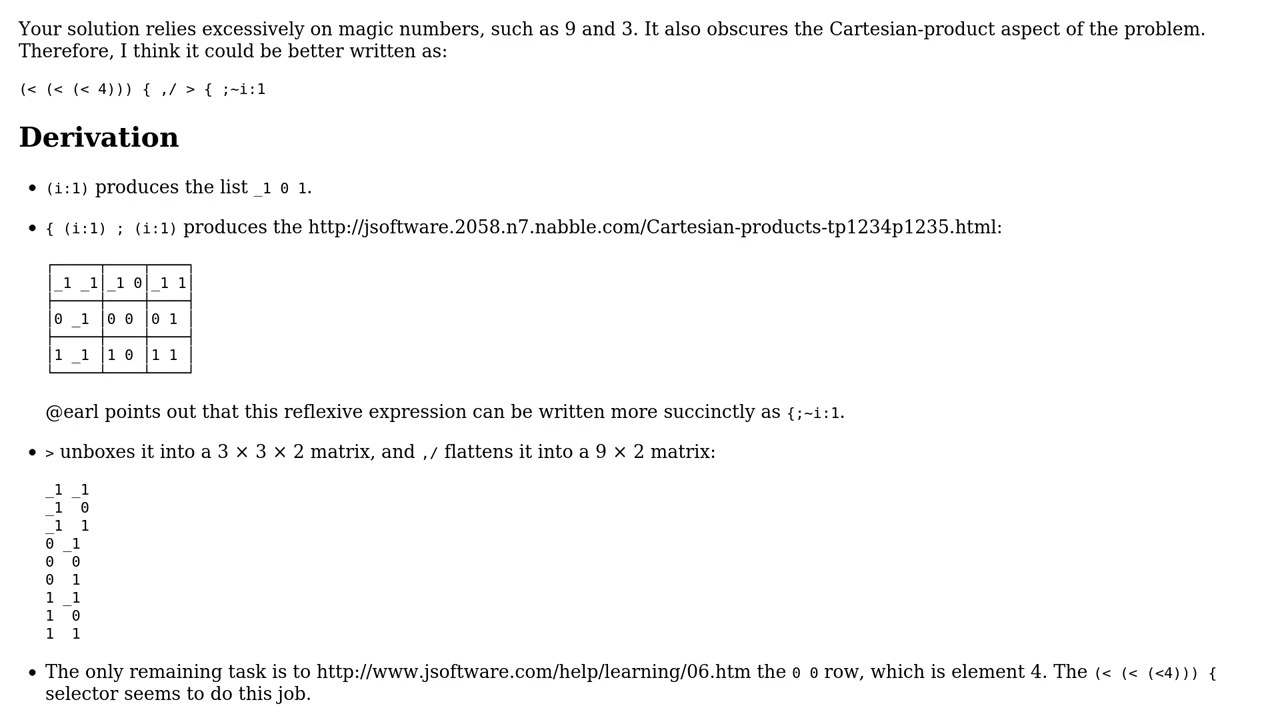 Your solution relies excessively on magic numbers, such as 9 and 3. It also obscures the Cartesian-product aspect of the problem.
Therefore, I think it could be better written as:
(< (< (< 4))) { ,/ > { ;~i:1
Derivation
• (i:1) produces the list _1 0 1.
• { (i:1) ; (i:1) produces the http://jsoftware.2058.n7.nabble.com/Cartesian-products-tp1234p1235.html:
┌─────┬────┬────┐
│_1 _1│_1 0│_1 1│
├─────┼────┼────┤
│0 _1 │0 0 │0 1 │
├─────┼────┼────┤
│1 _1 │1 0 │1 1 │
└─────┴────┴────┘
@earl points out that this reflexive expression can be written more succinctly as {;~i:1.
• > unboxes it into a 3 × 3 × 2 matrix, and ,/ flattens it into a 9 × 2 matrix:
_1 _1
_1  0
_1  1
0 _1
0  0
0  1
1 _1
1  0
1  1
• The only remaining task is to http://www.jsoftware.com/help/learning/06.htm the 0 0 row, which is element 4. The (< (< (<4))) {
selector seems to do this job.